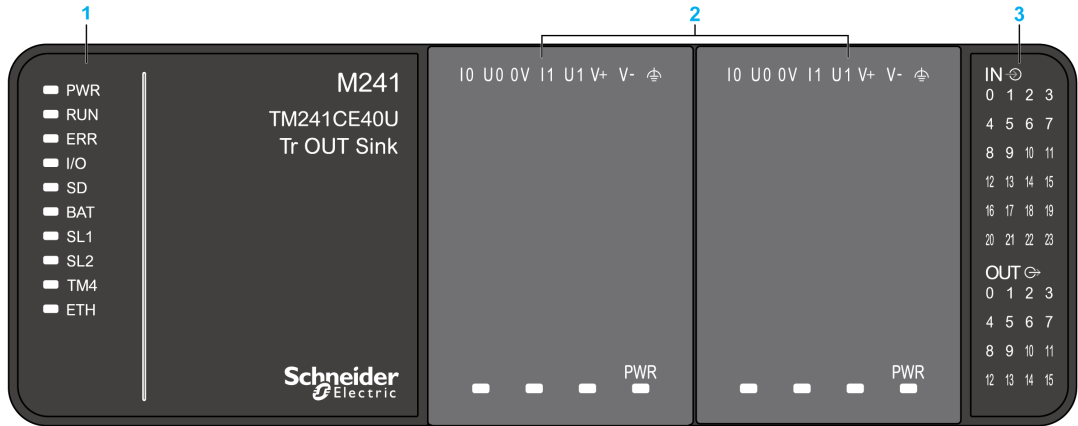 1
2
3
PWR
RUN
ERR
I/O
SD
BAT
SL1
SL2
TM4
ETH
M241
TM241CE40U
Tr OUT Sink
Schneider
Electric
I0 U0 0V I1 U1 V+ V-
PWR
I0 U0 0V I1 U1 V+ V-
PWR
IN
0 1 2 3
4 5 6 7
8 9 10 11
12 13 14 15
16 17 18 19
20 21 22 23
OUT
0 1 2 3
4 5 6 7
8 9 10 11
12 13 14 15